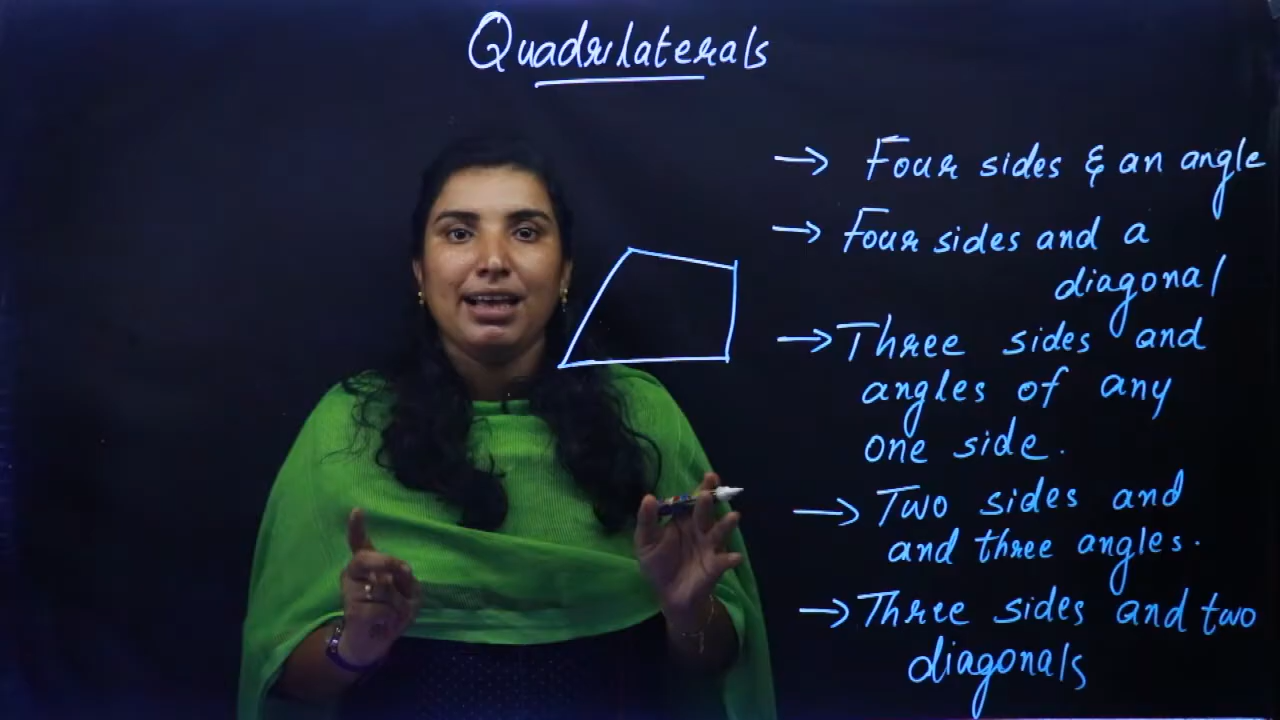 Quadrilaterals
→ Four sides & an angle
→ Four sides and a
diagonal
→ Three sides and
angles of any
one side.
→ Two sides and
and three angles.
→ Three sides and two
diagonals